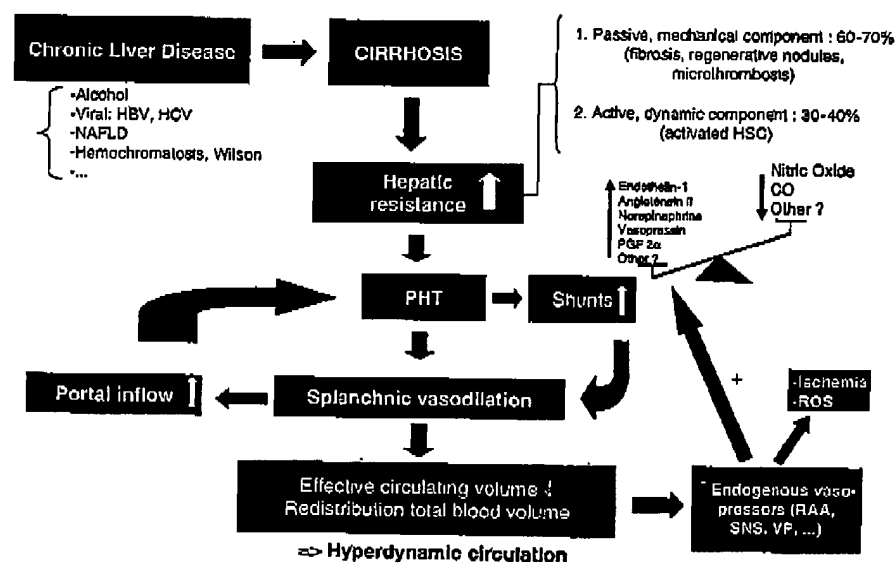 Chronic Liver Disease
CIRRHOSIS
1. Passive, mechanical component : 60-70%
(fibrosis, regenerative nodules,
microthrombosis)
2. Active, dynamic component : 30-40%
(activated HSC)
-Alcohol
-Viral: HBV, HCV
-NAFLD
-Hemochromatosis, Wilson
-...
Hepatic
resistance
Endothelin-1
Angiotensin II
Norepinephrine
Vasopressin
PGF 2α
Other ?
Nitric Oxide
CO
Other ?
PHT
Shunts
Portal inflow
Splanchnic vasodilation
+
-Ischemia
-ROS
Effective circulating volume ↓
Redistribution total blood volume
Endogenous vaso-
pressors (RAA,
SNS, VP, ...)
=> Hyperdynamic circulation